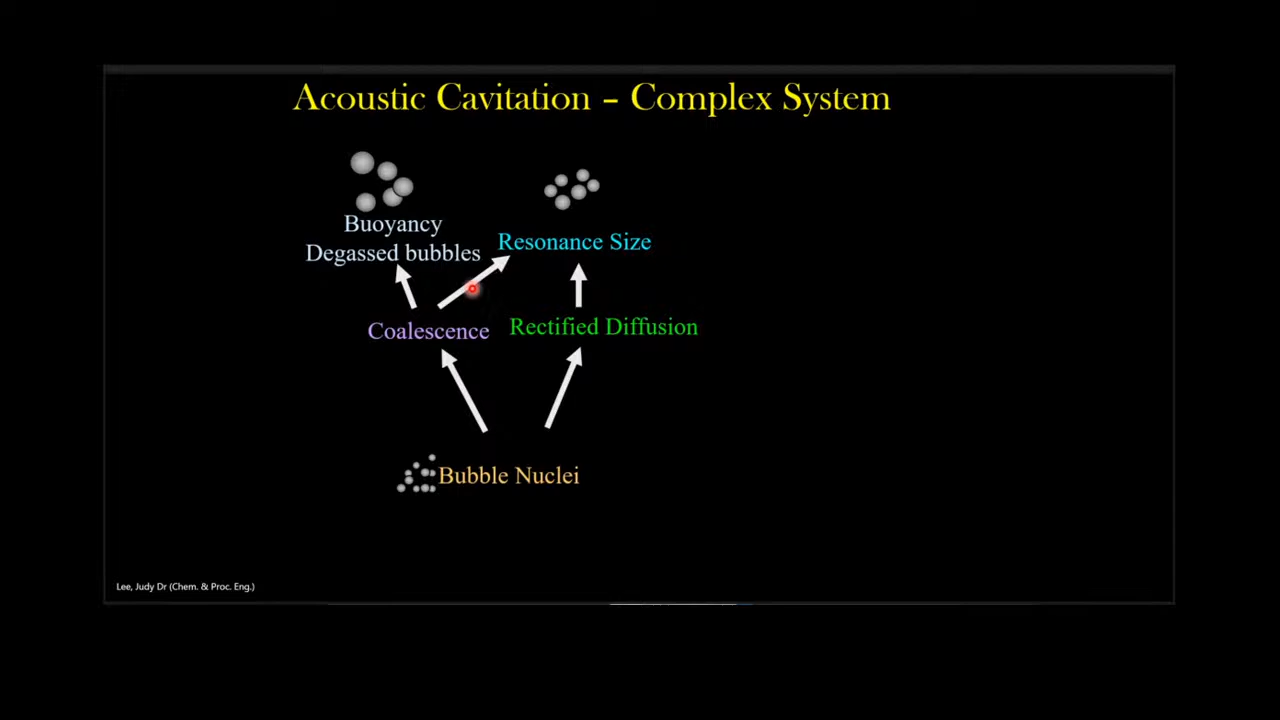 Acoustic Cavitation – Complex System
Buoyancy
Degassed bubbles
Resonance Size
Coalescence
Rectified Diffusion
Bubble Nuclei
Lee, Judy Dr (Chem. & Proc. Eng.)